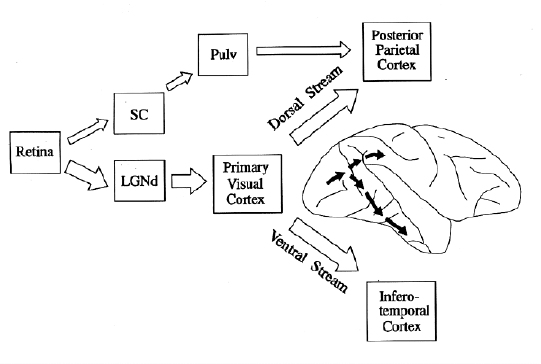 Pulv
Posterior
Parietal
Cortex
Dorsal Stream
SC
Retina
LGNd
Primary
Visual
Cortex
Ventral Stream
Infero-
temporal
Cortex